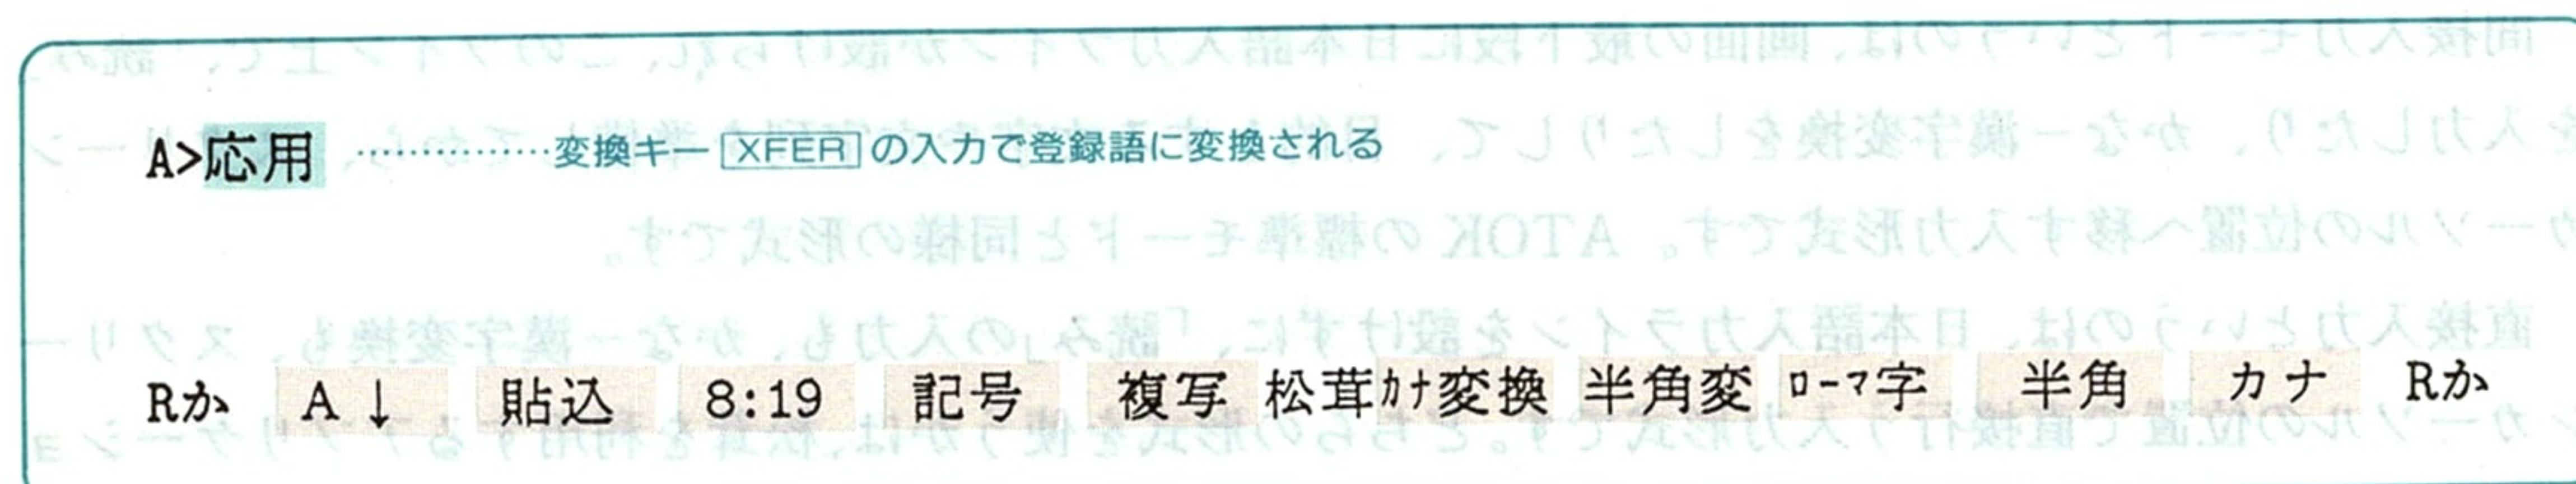 A>応用 ……………変換キー XFER の入力で登録語に変換される
Rか A↓ 貼込 8:19 記号 複写 松茸 ｶﾅ変換 半角変 ﾛｰﾏ字 半角 カナ Rか